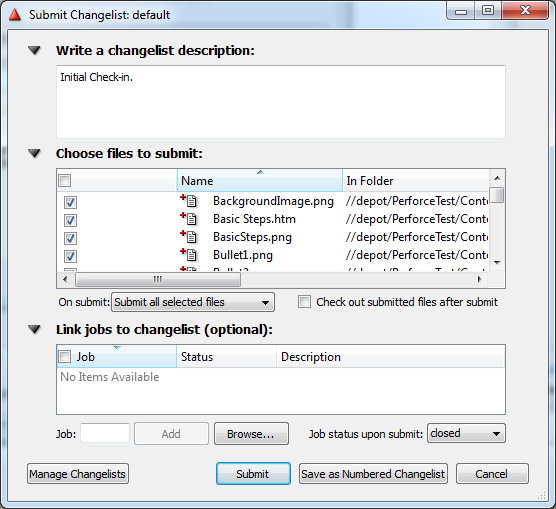 Submit Changelist: default
Write a changelist description:
Initial Check-in.
Choose files to submit:
Name In Folder
BackgroundImage.png //depot/PerforceTest/Conte
Basic Steps.htm //depot/PerforceTest/Conte
BasicSteps.png //depot/PerforceTest/Conte
Bullet1.png //depot/PerforceTest/Conte
On submit: Submit all selected files Check out submitted files after submit
Link jobs to changelist (optional):
Job Status Description
No Items Available
Job: Add Browse... Job status upon submit: closed
Manage Changelists Submit Save as Numbered Changelist Cancel